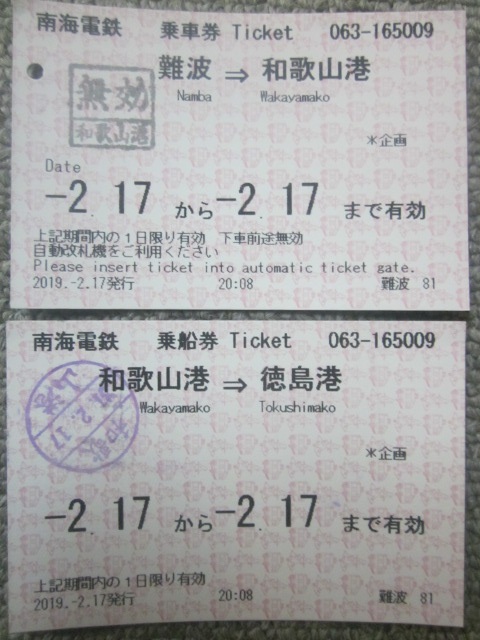 南海電鉄 乗車券 Ticket 063-165009
難波 ⇒ 和歌山港
Namba Wakayamako
無効
和歌山港
*企画
Date
-2. 17 から -2. 17 まで有効
上記期間内の1日限り有効 下車前途無効
自動改札機をご利用ください
Please insert ticket into automatic ticket gate.
2019.-2.17発行 20:08 難波 81
南海電鉄 乗船券 Ticket 063-165009
和歌山港 ⇒ 徳島港
Wakayamako Tokushimako
2.17
*企画
-2. 17 から -2. 17 まで有効
上記期間内の1日限り有効
2019.-2.17発行 20:08 難波 81